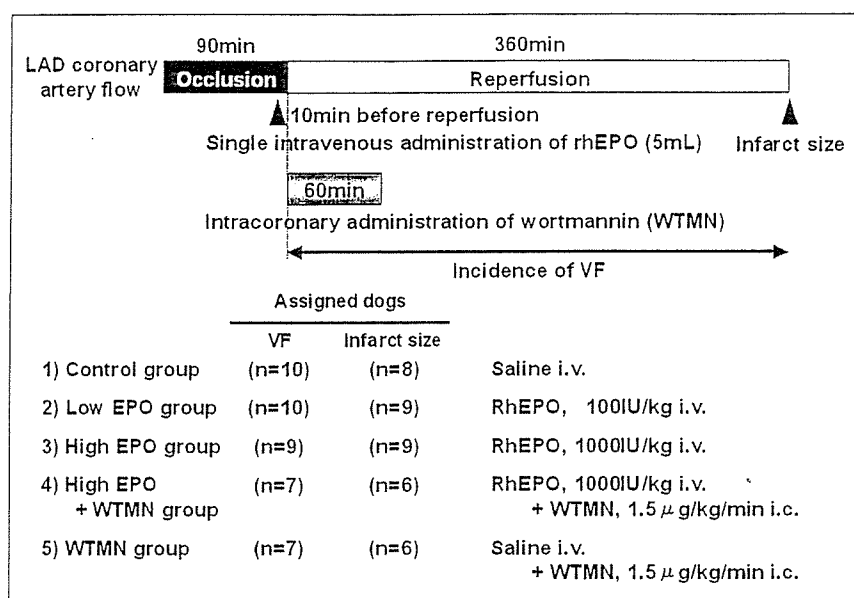 90min 360min
LAD coronary
artery flow
Occlusion Reperfusion
10min before reperfusion
Single intravenous administration of rhEPO (5mL) Infarct size
60min
Intracoronary administration of wortmannin (WTMN)
Incidence of VF
Assigned dogs
VF Infarct size
1) Control group (n=10) (n=8) Saline i.v.
2) Low EPO group (n=10) (n=9) RhEPO, 100IU/kg i.v.
3) High EPO group (n=9) (n=9) RhEPO, 1000IU/kg i.v.
4) High EPO (n=7) (n=6) RhEPO, 1000IU/kg i.v.
+ WTMN group + WTMN, 1.5 μg/kg/min i.c.
5) WTMN group (n=7) (n=6) Saline i.v.
+ WTMN, 1.5 μg/kg/min i.c.